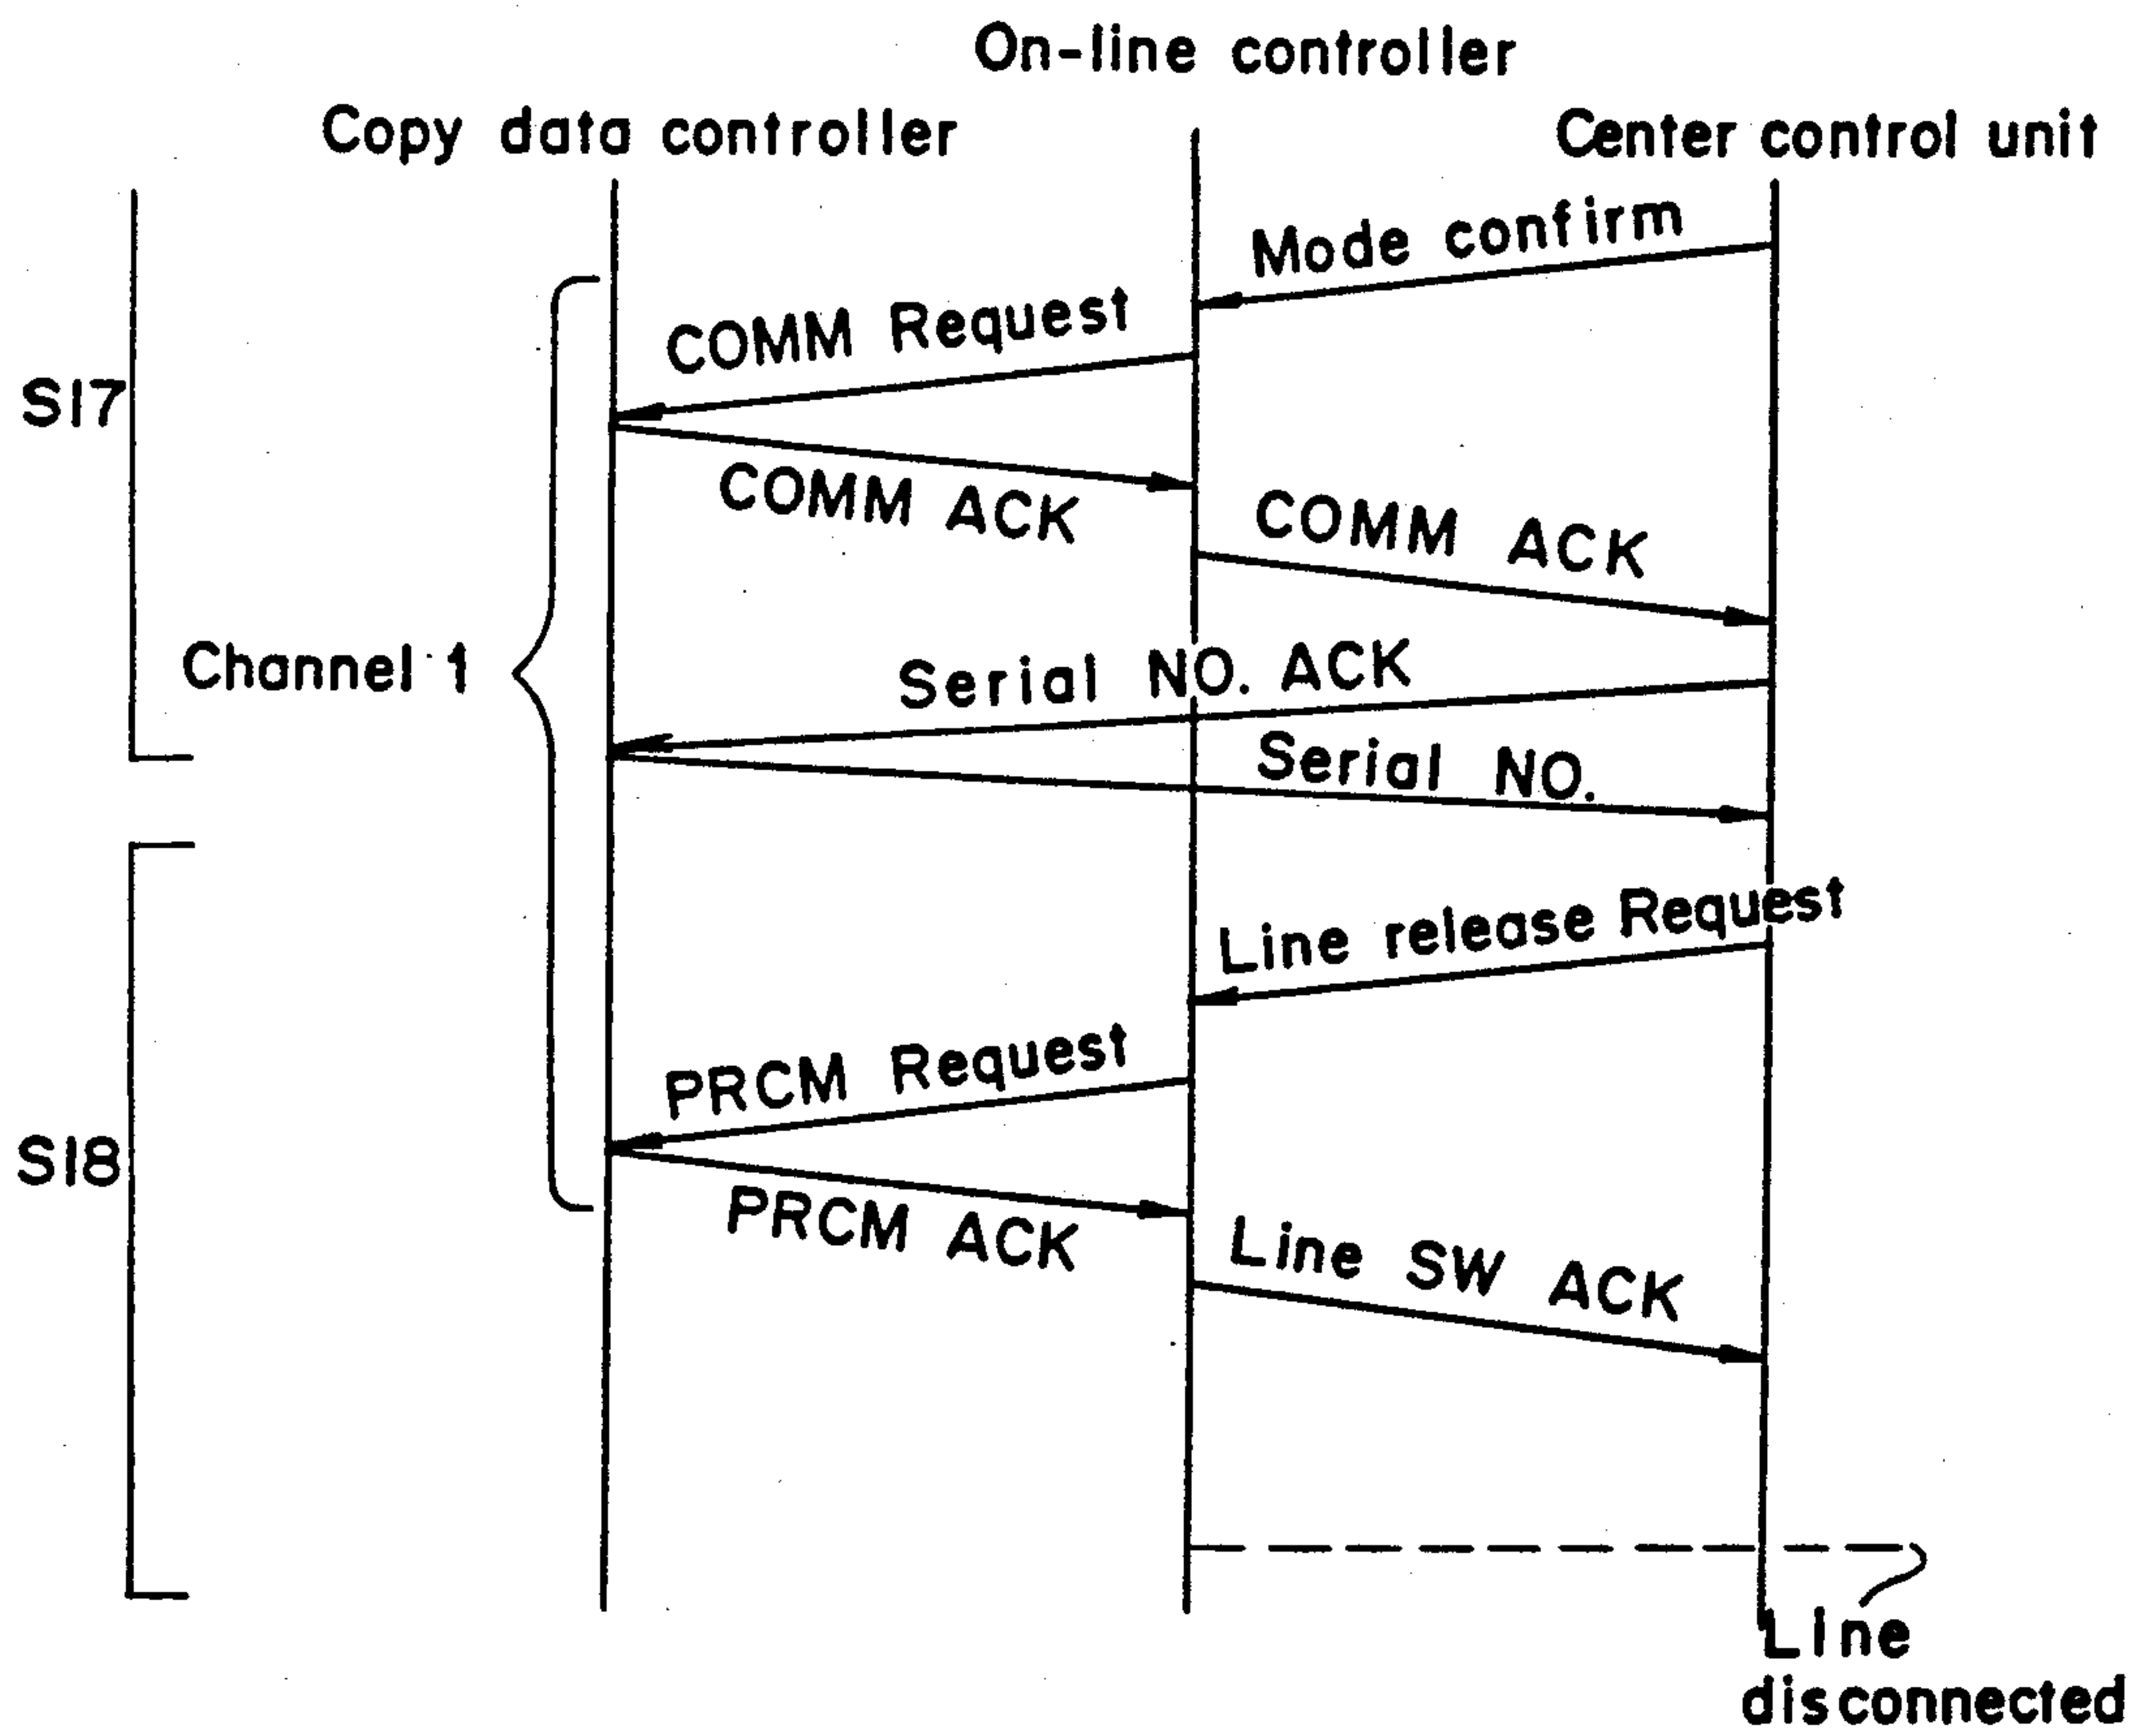 On-line controller
Copy data controller
Center control unit
Mode confirm
COMM Request
S17
COMM ACK
COMM ACK
Channel 1
Serial NO. ACK
Serial NO.
Line release Request
PRCM Request
S18
PRCM ACK
Line SW ACK
Line
disconnected